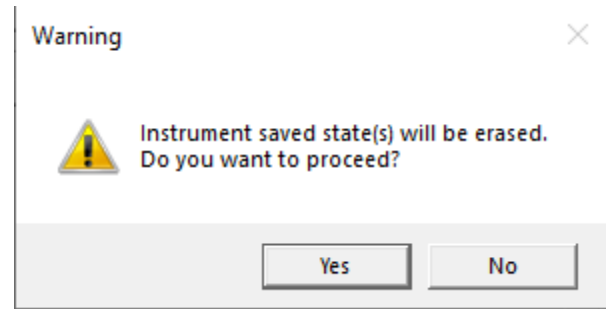 Warning
Instrument saved state(s) will be erased.
Do you want to proceed?
Yes
No